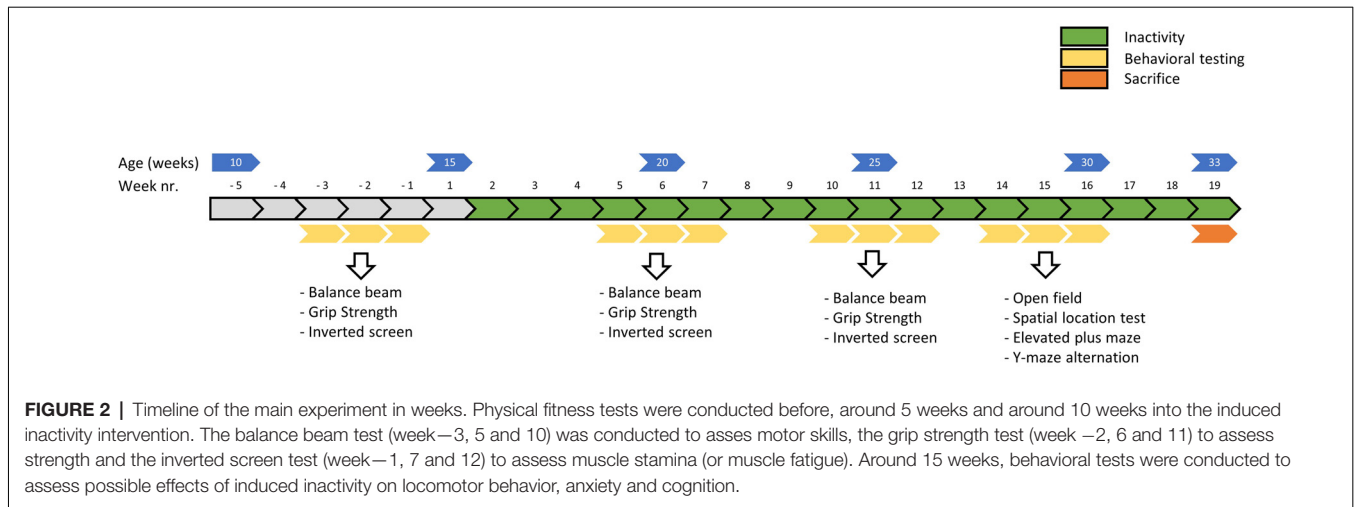 Inactivity
Behavioral testing
Sacrifice
Age (weeks) 10 15 20 25 30 33
Week nr. - 5 - 4 - 3 - 2 - 1 1 2 3 4 5 6 7 8 9 10 11 12 13 14 15 16 17 18 19
- Balance beam
- Grip Strength
- Inverted screen
- Balance beam
- Grip Strength
- Inverted screen
- Balance beam
- Grip Strength
- Inverted screen
- Open field
- Spatial location test
- Elevated plus maze
- Y-maze alternation
FIGURE 2 | Timeline of the main experiment in weeks. Physical fitness tests were conducted before, around 5 weeks and around 10 weeks into the induced
inactivity intervention. The balance beam test (week—3, 5 and 10) was conducted to asses motor skills, the grip strength test (week −2, 6 and 11) to assess
strength and the inverted screen test (week—1, 7 and 12) to assess muscle stamina (or muscle fatigue). Around 15 weeks, behavioral tests were conducted to
assess possible effects of induced inactivity on locomotor behavior, anxiety and cognition.